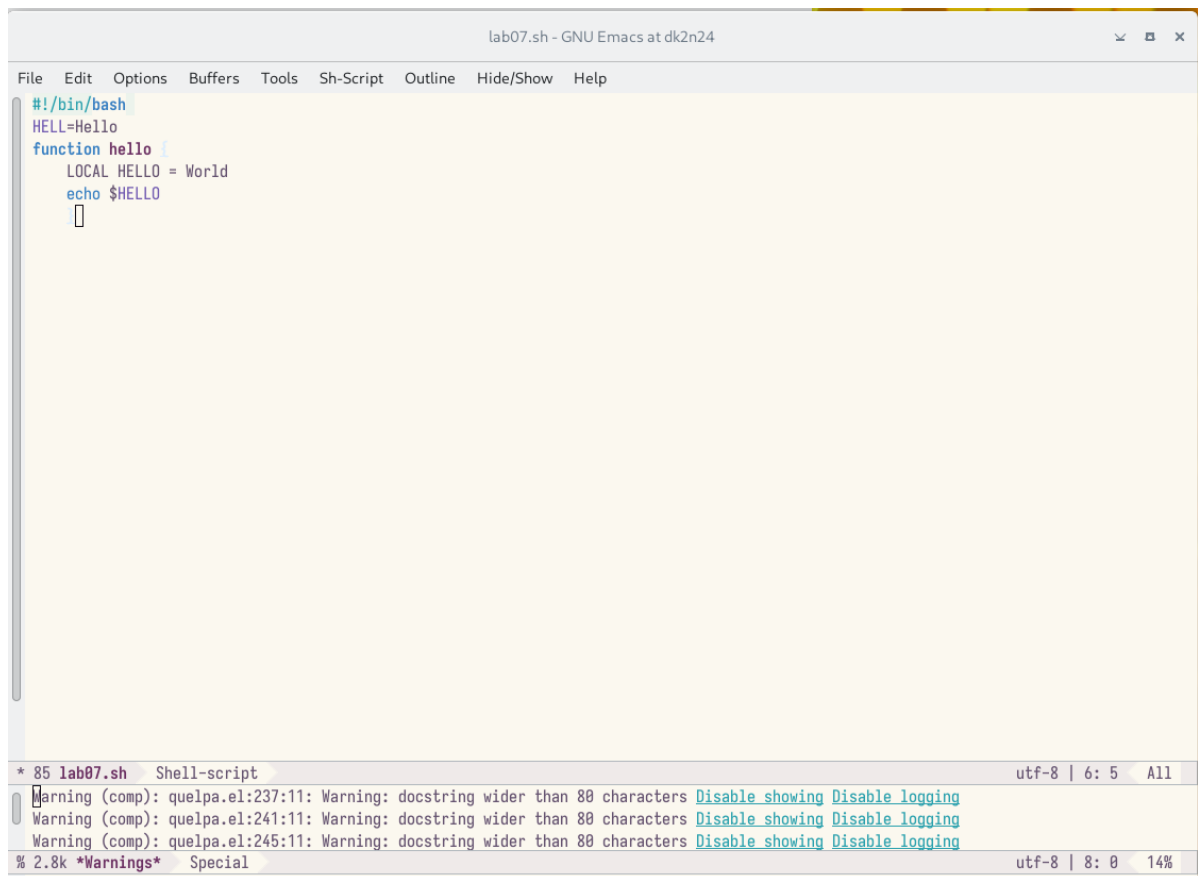 lab07.sh - GNU Emacs at dk2n24
File Edit Options Buffers Tools Sh-Script Outline Hide/Show Help
#!/bin/bash
HELL=Hello
function hello {
LOCAL HELLO = World
echo $HELLO
}
* 85 lab07.sh Shell-script utf-8 | 6: 5 All
Warning (comp): quelpa.el:237:11: Warning: docstring wider than 80 characters Disable showing Disable logging
Warning (comp): quelpa.el:241:11: Warning: docstring wider than 80 characters Disable showing Disable logging
Warning (comp): quelpa.el:245:11: Warning: docstring wider than 80 characters Disable showing Disable logging
% 2.8k *Warnings* Special utf-8 | 8: 0 14%